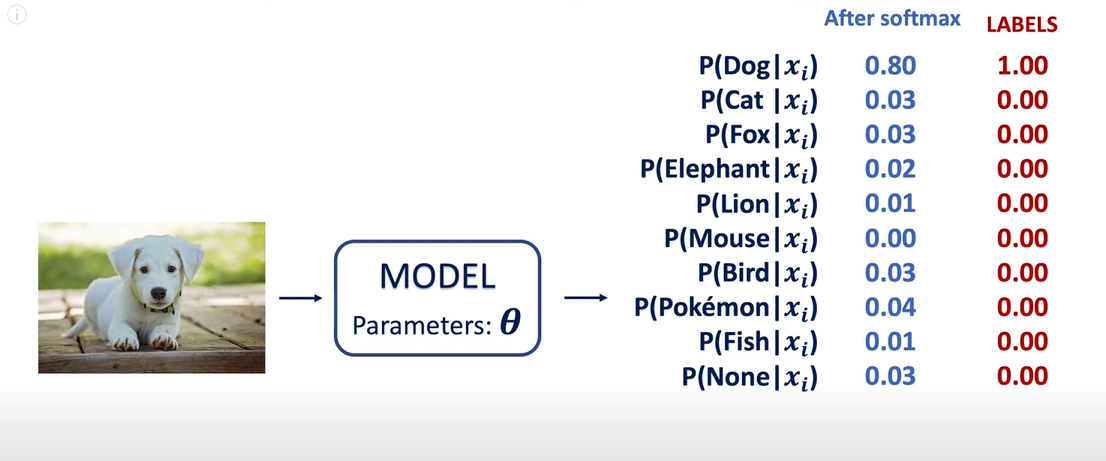 After softmax LABELS
P(Dog|xᵢ) 0.80 1.00
P(Cat |xᵢ) 0.03 0.00
P(Fox|xᵢ) 0.03 0.00
P(Elephant|xᵢ) 0.02 0.00
P(Lion|xᵢ) 0.01 0.00
P(Mouse|xᵢ) 0.00 0.00
P(Bird|xᵢ) 0.03 0.00
P(Pokémon|xᵢ) 0.04 0.00
P(Fish|xᵢ) 0.01 0.00
P(None|xᵢ) 0.03 0.00
MODEL
Parameters: θ